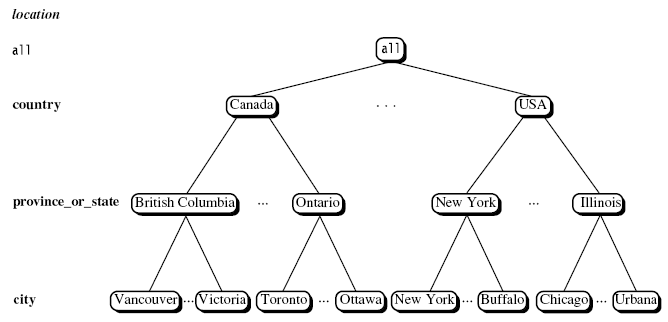 location
all all
country Canada ... USA
province_or_state British Columbia ... Ontario New York ... Illinois
city Vancouver ... Victoria Toronto ... Ottawa New York ... Buffalo Chicago ... Urbana